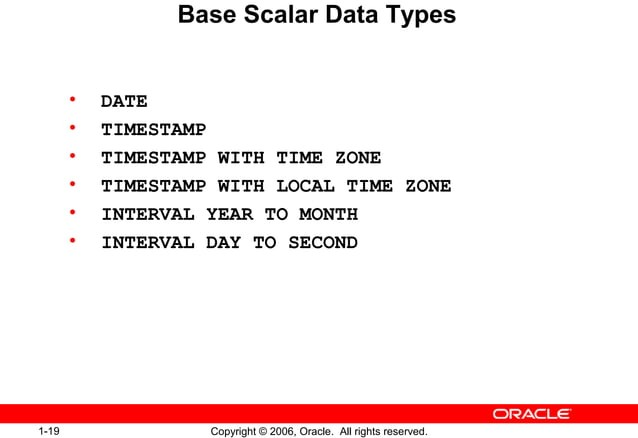 Base Scalar Data Types
• DATE
• TIMESTAMP
• TIMESTAMP WITH TIME ZONE
• TIMESTAMP WITH LOCAL TIME ZONE
• INTERVAL YEAR TO MONTH
• INTERVAL DAY TO SECOND
ORACLE
1-19 Copyright © 2006, Oracle. All rights reserved.